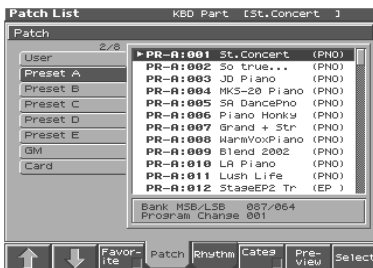 Patch List KBD Part [St.Concert ]
Patch
2/8
User
Preset A
Preset B
Preset C
Preset D
Preset E
GM
Card
PR-A:001 St.Concert (PNO)
PR-A:002 So true... (PNO)
PR-A:003 JD Piano (PNO)
PR-A:004 MKS-20 Piano (PNO)
PR-A:005 SA DancePno (PNO)
PR-A:006 Piano Honky (PNO)
PR-A:007 Grand + Str (PNO)
PR-A:008 WarmVoxPiano (PNO)
PR-A:009 Blend 2002 (PNO)
PR-A:010 LA Piano (PNO)
PR-A:011 Lush Life (PNO)
PR-A:012 StageEP2 Tr (EP )
Bank MSB/LSB 087/064
Program Change 001
Favorite Patch Rhythm Categ Pre-view Select